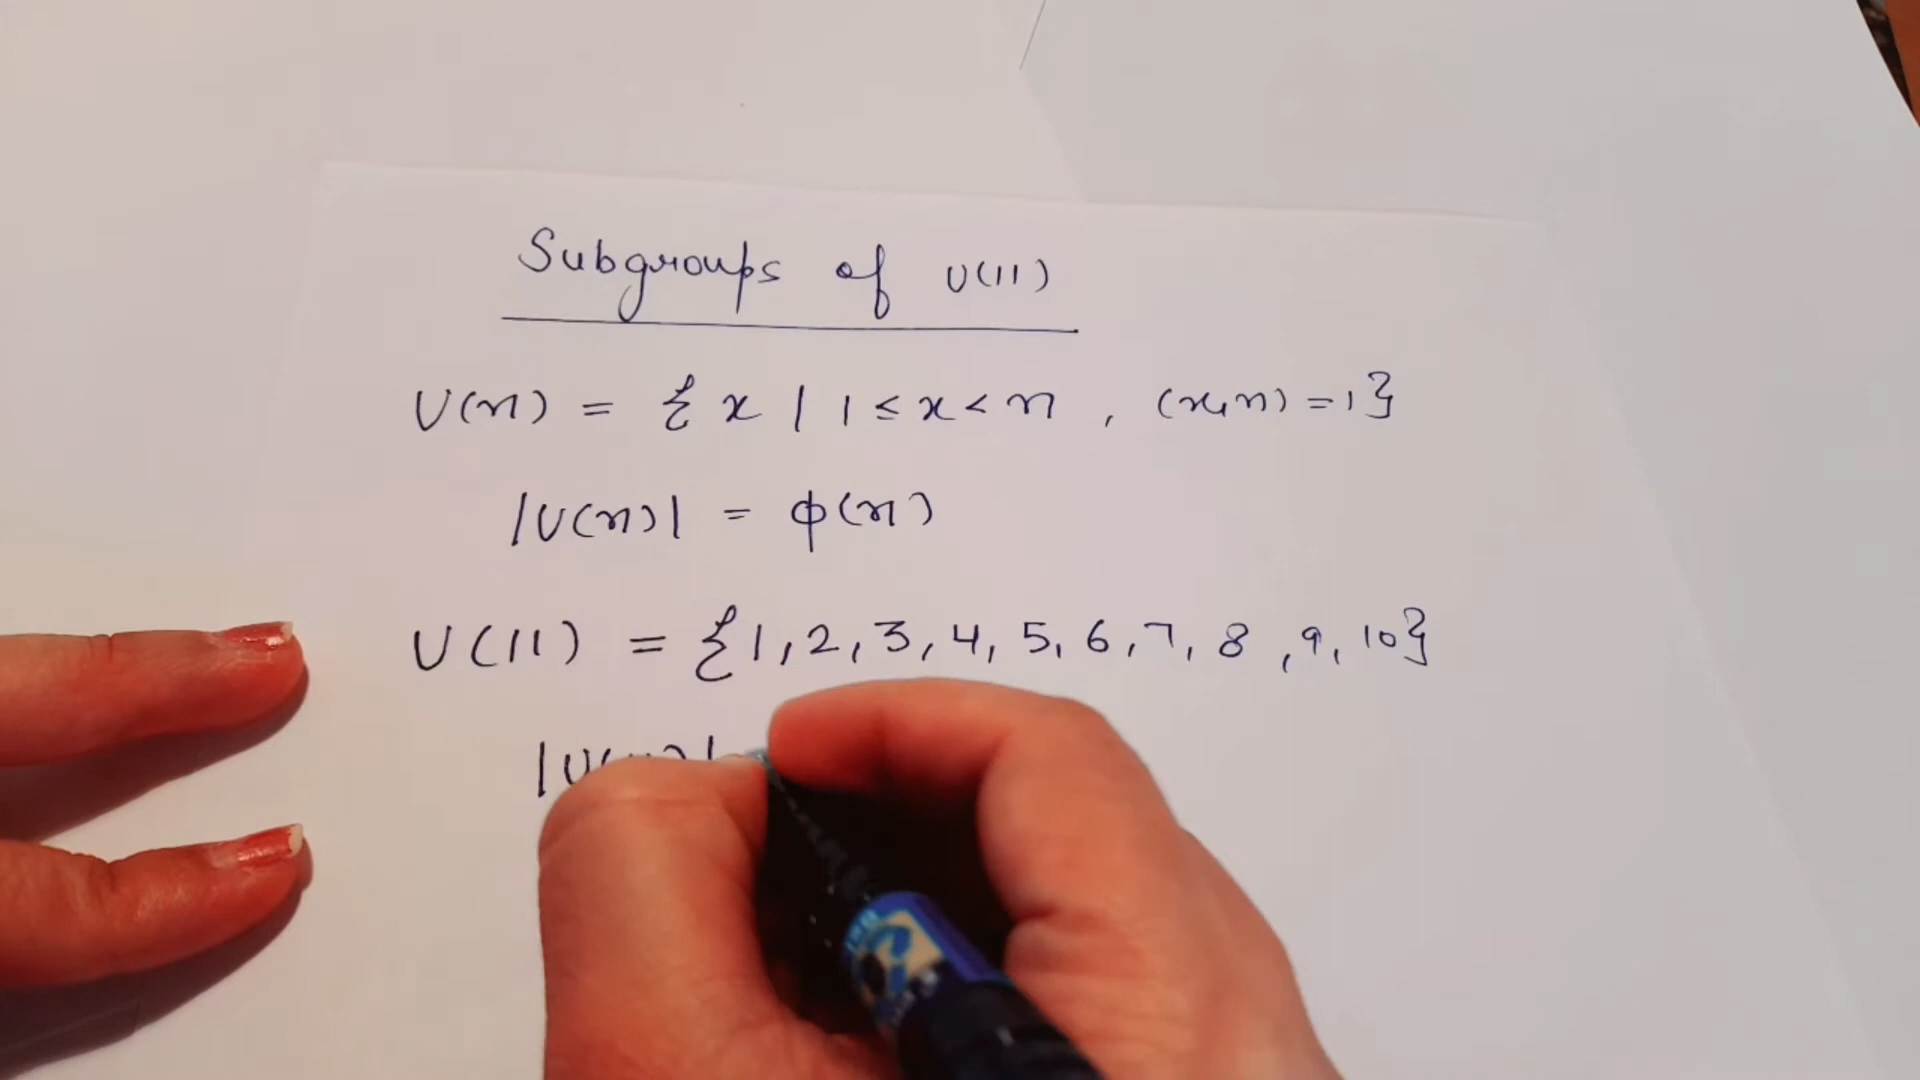 Subgroups of U(11)
U(n) = { x | 1 ≤ x < n , (x,n) = 1 }
|U(n)| = ϕ(n)
U(11) = {1, 2, 3, 4, 5, 6, 7, 8, 9, 10}